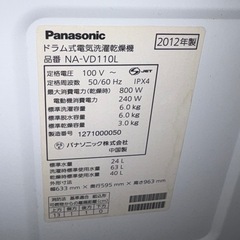 Panasonic
ドラム式電気洗濯乾燥機
2012年製
品番 NA-VD110L
定格電圧 100 V~
定格周波数 50/60 Hz IPX4
最大消費電力(乾燥時) 800 W
電動機消費電力 240 W
標準洗濯容量 6.0 kg
標準脱水容量 6.0 kg
標準乾燥容量 3.0 kg
製造番号 1271000050
パナソニック株式会社
中国製
標準水量 24 L
洗濯時標準使用水量 63 L
洗濯乾燥時標準使用水量 40 L
外形寸法
幅633 mm × 奥行595 mm × 高さ963 mm